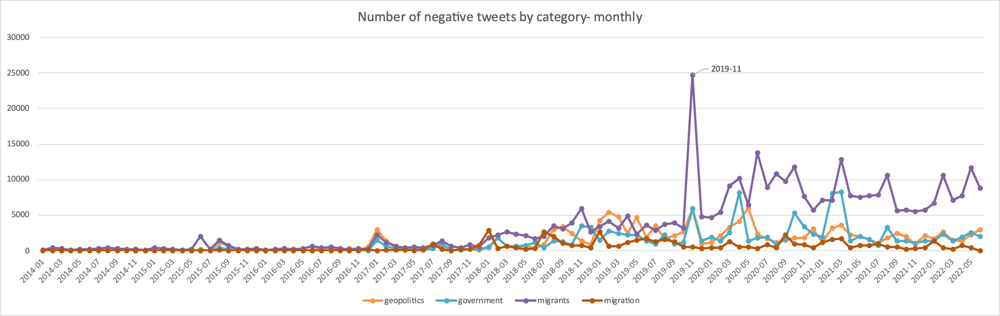 Number of negative tweets by category- monthly
30000
25000
20000
15000
10000
5000
0
2019-11
2014-01 2014-03 2014-05 2014-07 2014-09 2014-11 2015-01 2015-03 2015-05 2015-07 2015-09 2015-11 2016-01 2016-03 2016-05 2016-07 2016-09 2016-11 2017-01 2017-03 2017-05 2017-07 2017-09 2017-11 2018-01 2018-03 2018-05 2018-07 2018-09 2018-11 2019-01 2019-03 2019-05 2019-07 2019-09 2019-11 2020-01 2020-03 2020-05 2020-07 2020-09 2020-11 2021-01 2021-03 2021-05 2021-07 2021-09 2021-11 2022-01 2022-03 2022-05
geopolitics government migrants migration